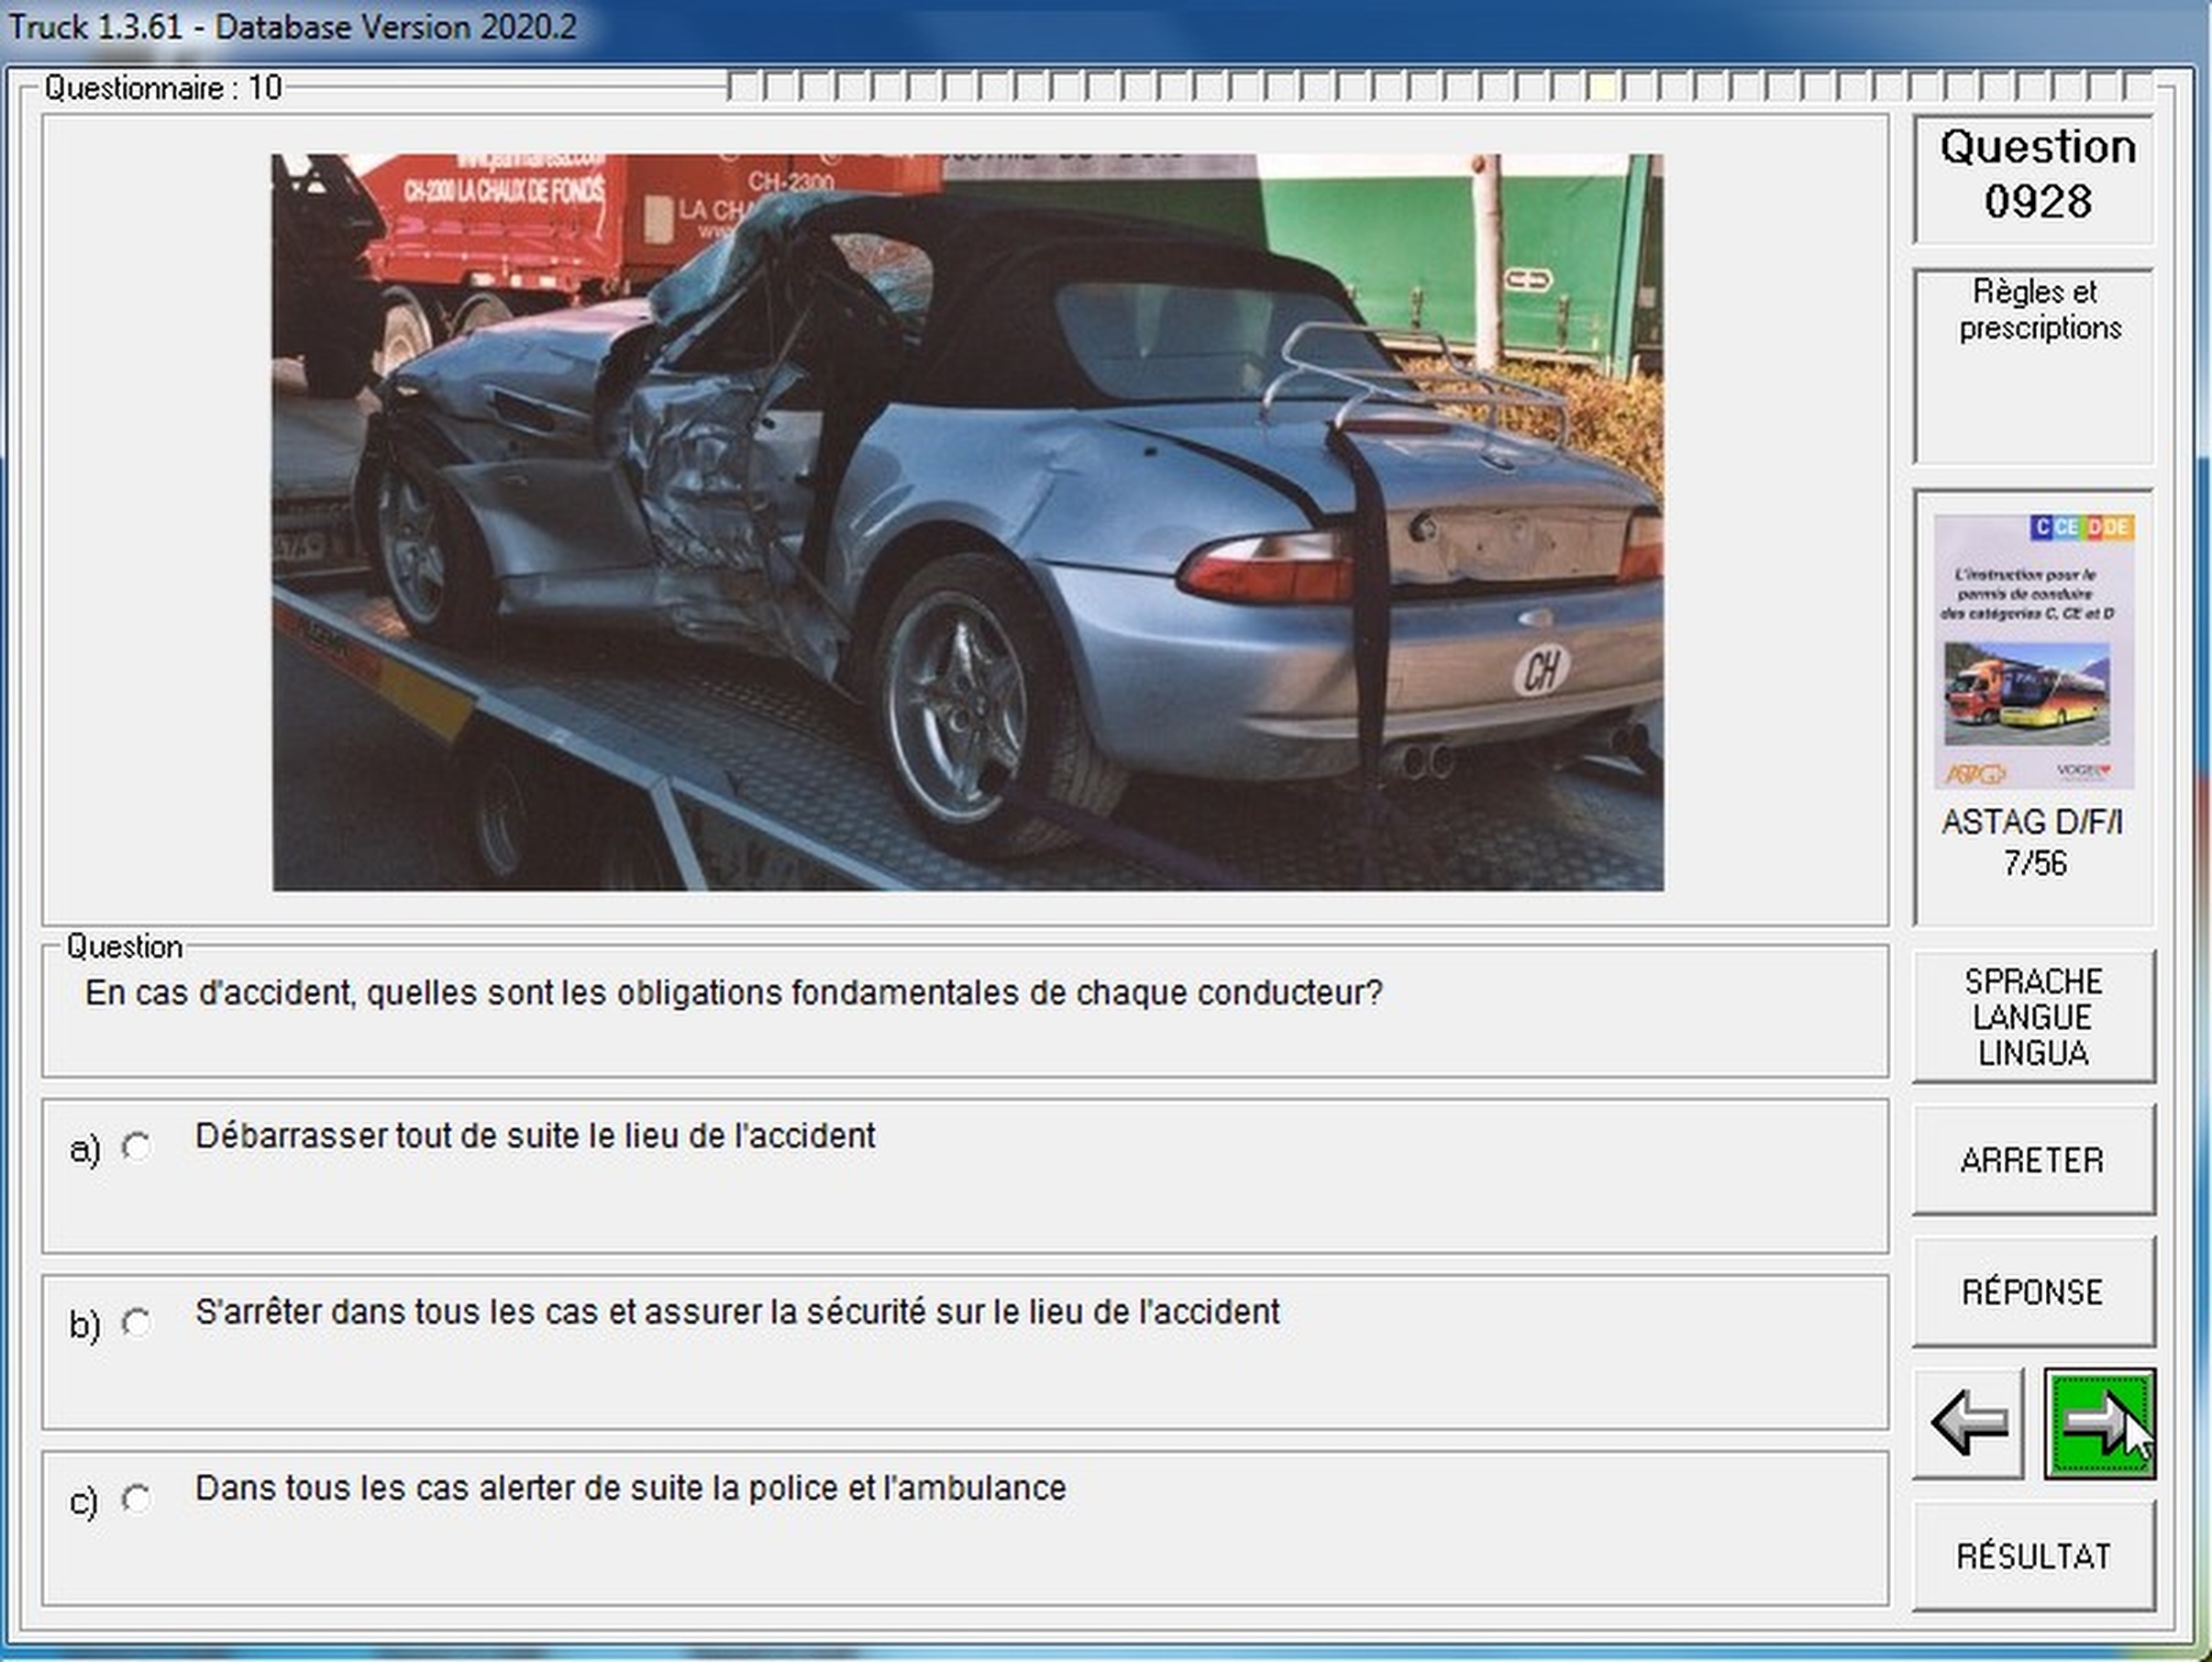 Truck 1.3.61 - Database Version 2020.2
Questionnaire : 10
CH-2300 LA CHAUX DE FONDS
CH-2300
Question
0928
Règles et
prescriptions
C CE D DE
L'instruction pour le
permis de conduire
des catégories C, CE et D
ASTAG
VOGEL
ASTAG D/F/I
7/56
CH
Question
En cas d'accident, quelles sont les obligations fondamentales de chaque conducteur?
a) Débarrasser tout de suite le lieu de l'accident
b) S'arrêter dans tous les cas et assurer la sécurité sur le lieu de l'accident
c) Dans tous les cas alerter de suite la police et l'ambulance
SPRACHE
LANGUE
LINGUA
ARRETER
RÉPONSE
RÉSULTAT